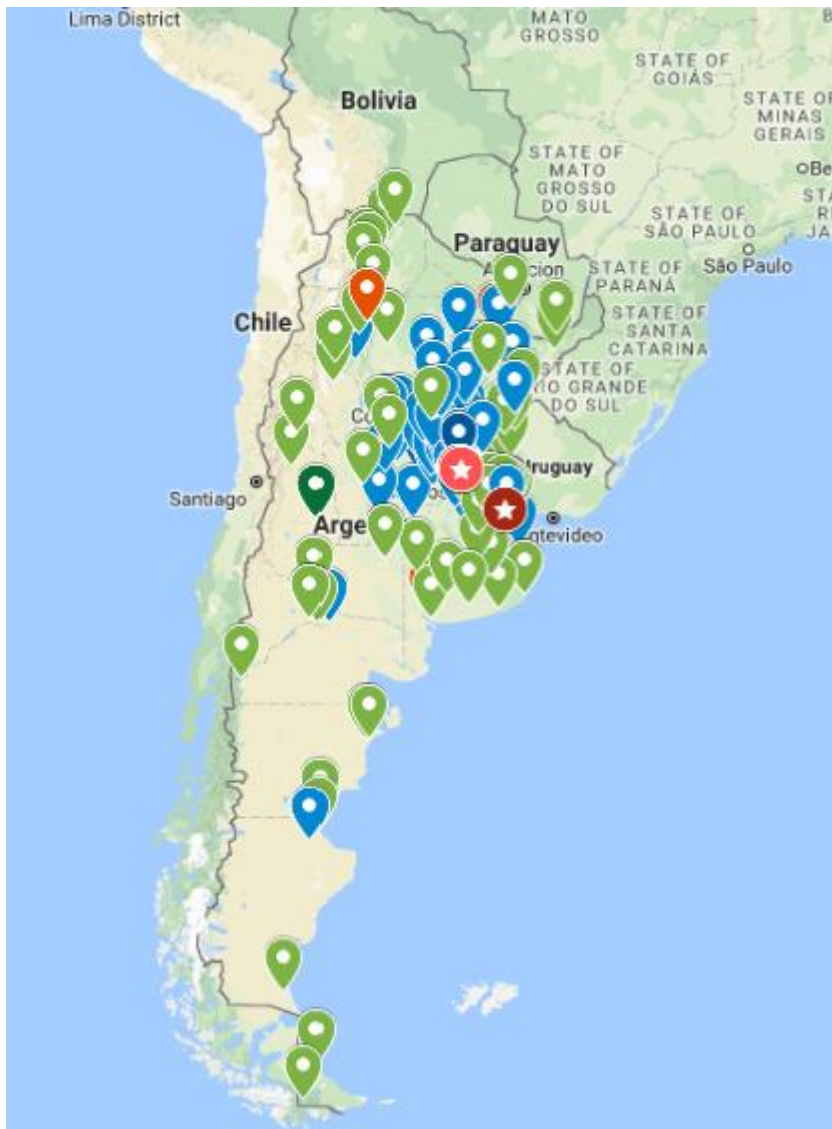 Lima District
MATO
GROSSO
STATE OF
GOIÁS
Bolivia
STATE OF
MINAS
GERAIS
STATE OF
MATO
GROSSO
DO SUL
Be
STATE OF
SÃO PAULO
Paraguay
São Paulo
STATE OF
PARANÁ
Chile
STATE OF
SANTA
CATARINA
STATE OF
RIO GRANDE
DO SUL
Uruguay
Santiago
Arge